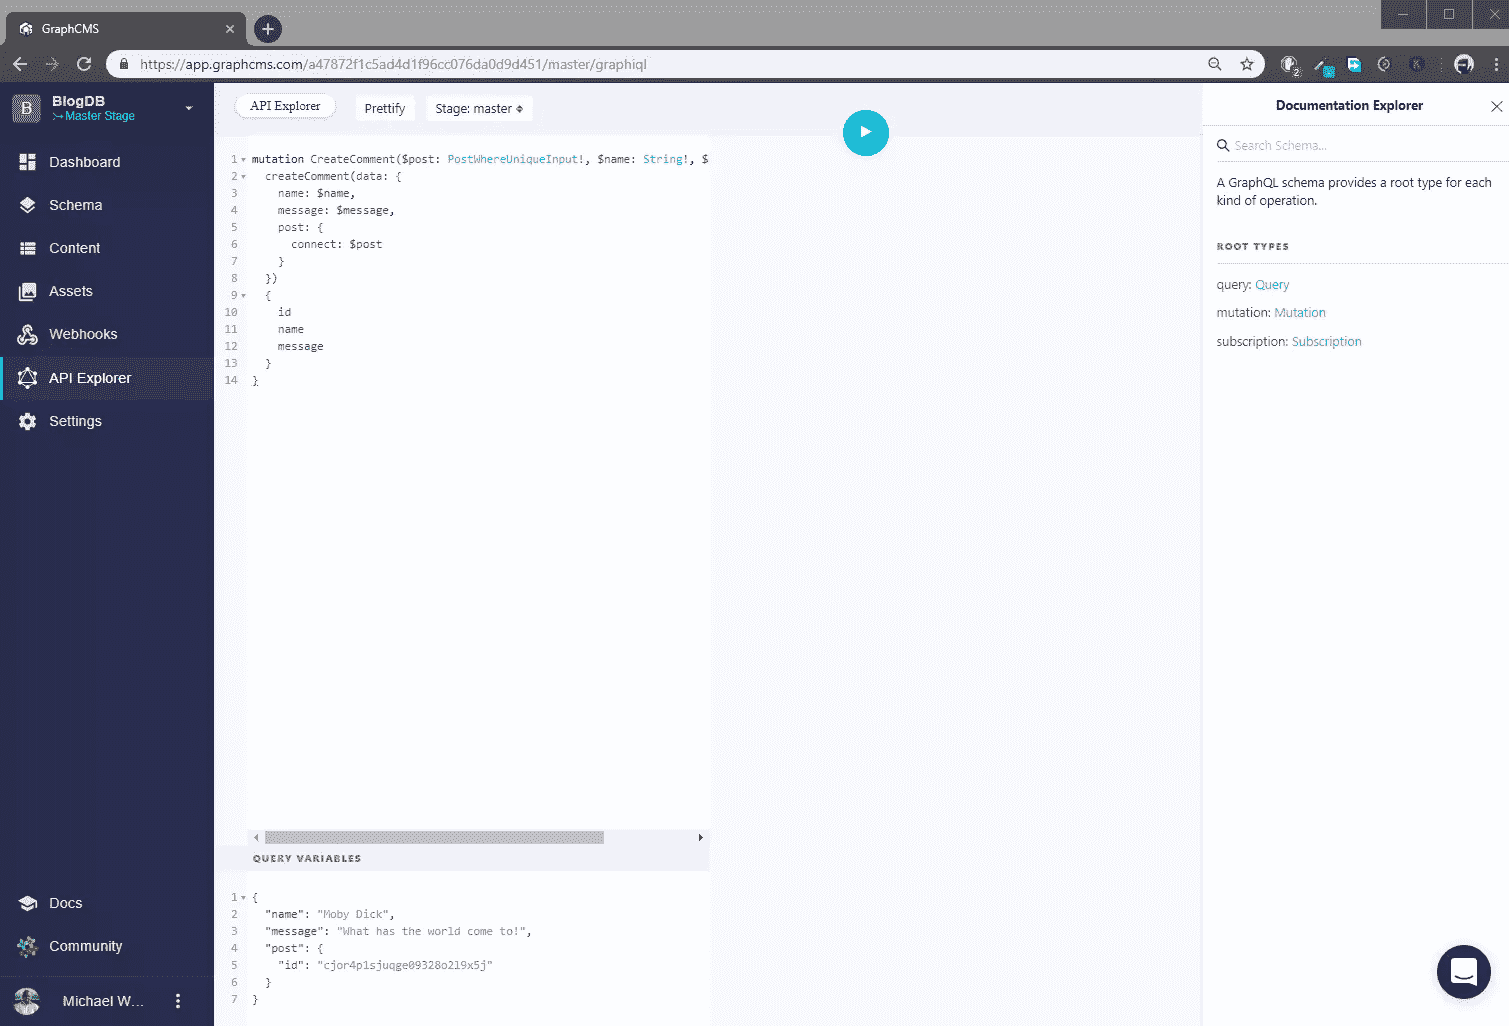 GraphCMS
https://app.graphcms.com/a47872f1c5ad4d1f96cc076da0d9d451/master/graphiql
2
B
BlogDB
Master Stage
Dashboard
Schema
Content
Assets
Webhooks
API Explorer
Settings
Docs
Community
Michael W...
API Explorer
Prettify
Stage: master
1 mutation CreateComment($post: PostWhereUniqueInput!, $name: String!, $
2 createComment(data: {
3 name: $name,
4 message: $message,
5 post: {
6 connect: $post
7 }
8 })
9 {
10 id
11 name
12 message
13 }
14 }
QUERY VARIABLES
1 {
2 "name": "Moby Dick",
3 "message": "What has the world come to!",
4 "post": {
5 "id": "cjor4p1sjuqge09328o2l9x5j"
6 }
7 }
Documentation Explorer
Search Schema...
A GraphQL schema provides a root type for each
kind of operation.
ROOT TYPES
query: Query
mutation: Mutation
subscription: Subscription